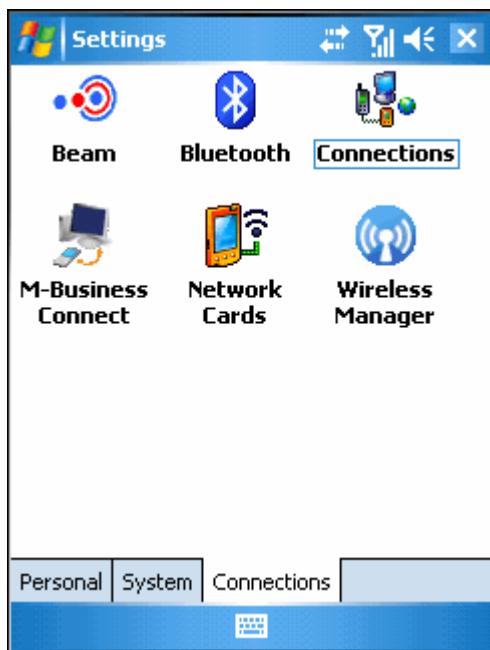 Settings
Beam Bluetooth Connections
M-Business Network Wireless
Connect Cards Manager
Personal System Connections